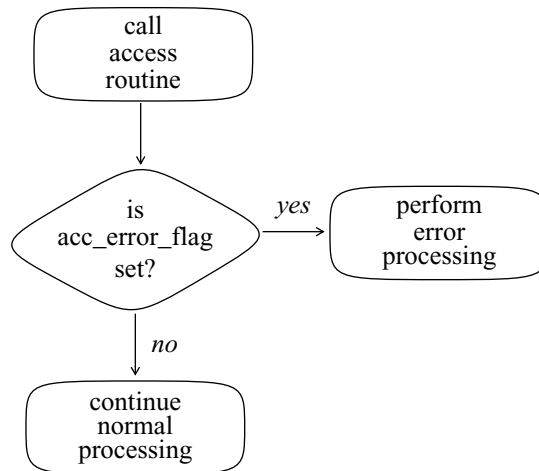 call
access
routine
is
acc_error_flag
set?
yes
perform
error
processing
no
continue
normal
processing